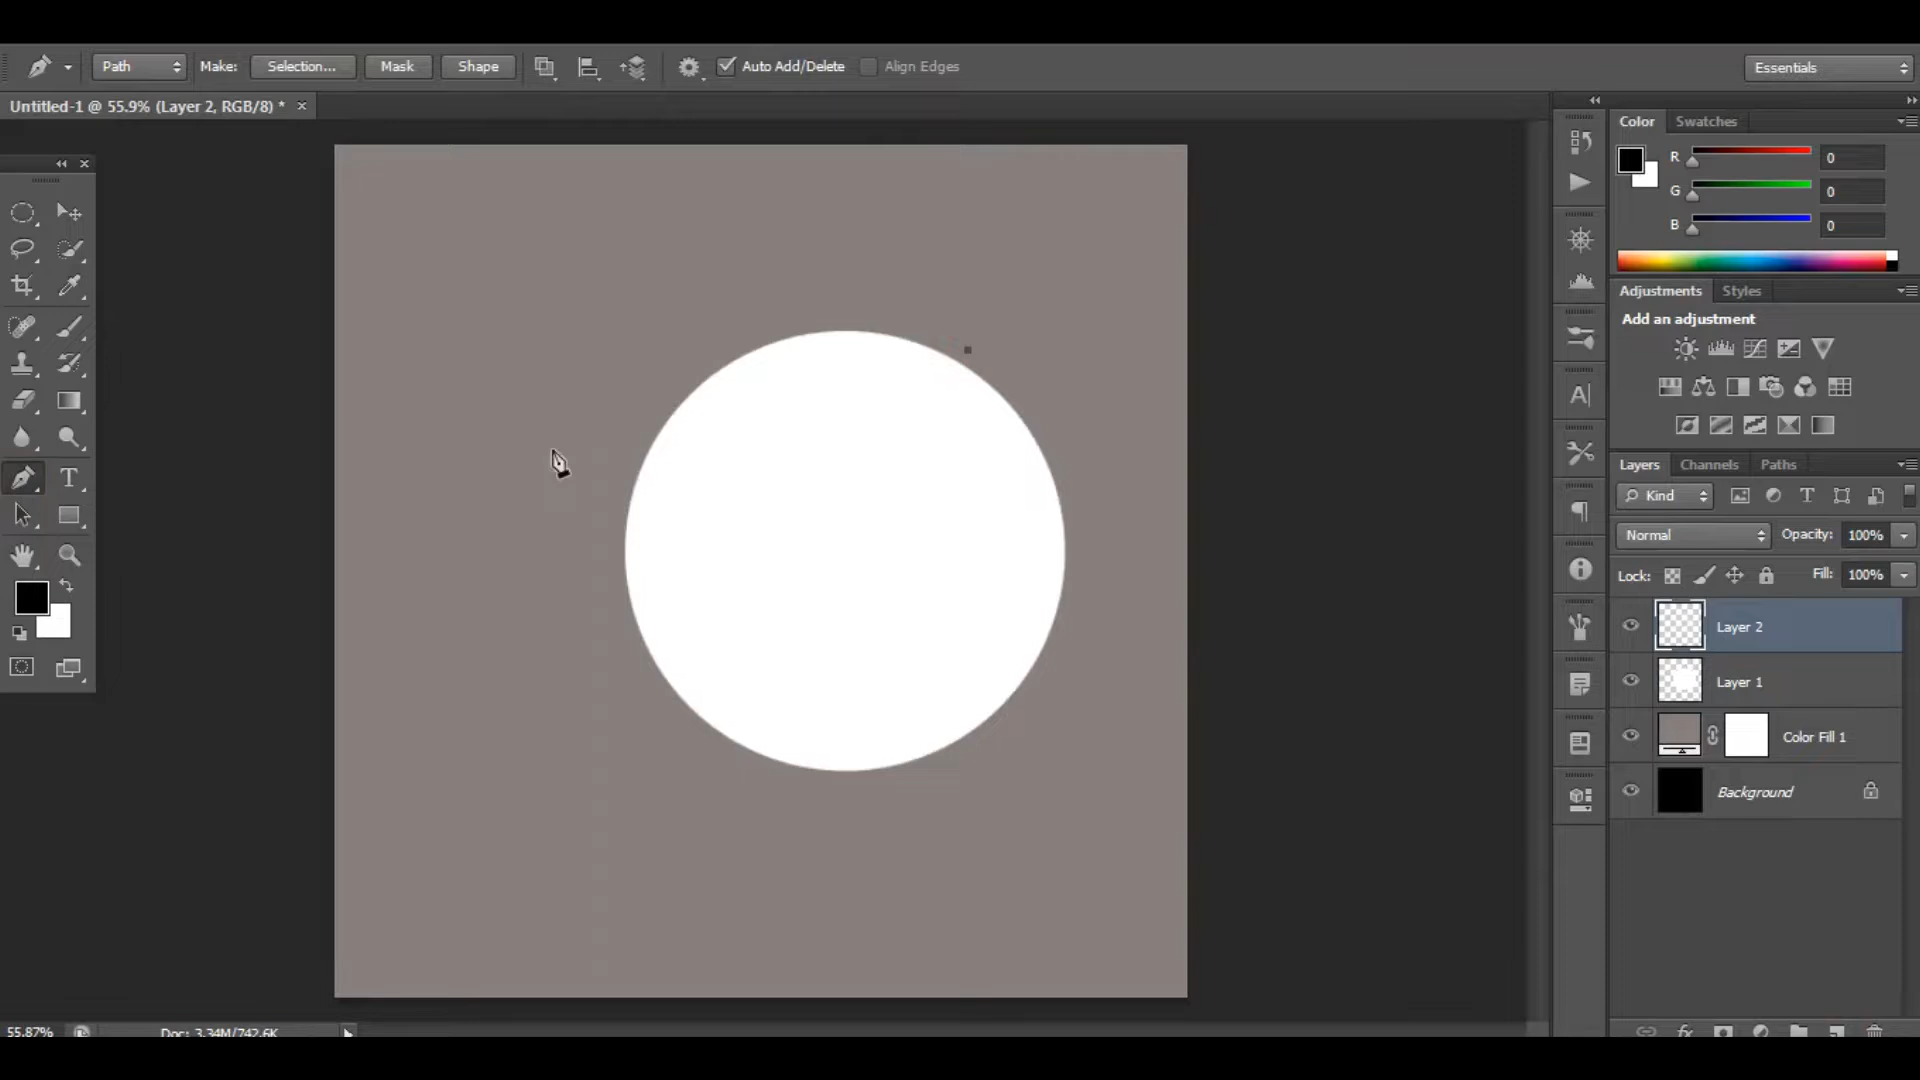 Path Make: Selection... Mask Shape Auto Add/Delete Align Edges Essentials
Untitled-1 @ 55.9% (Layer 2, RGB/8) * ×
Color Swatches
R 0
G 0
B 0
Adjustments Styles
Add an adjustment
Layers Channels Paths
Kind
Normal Opacity: 100%
Lock: Fill: 100%
Layer 2
Layer 1
Color Fill 1
Background
55.87% Doc: 3.34M/742.6K